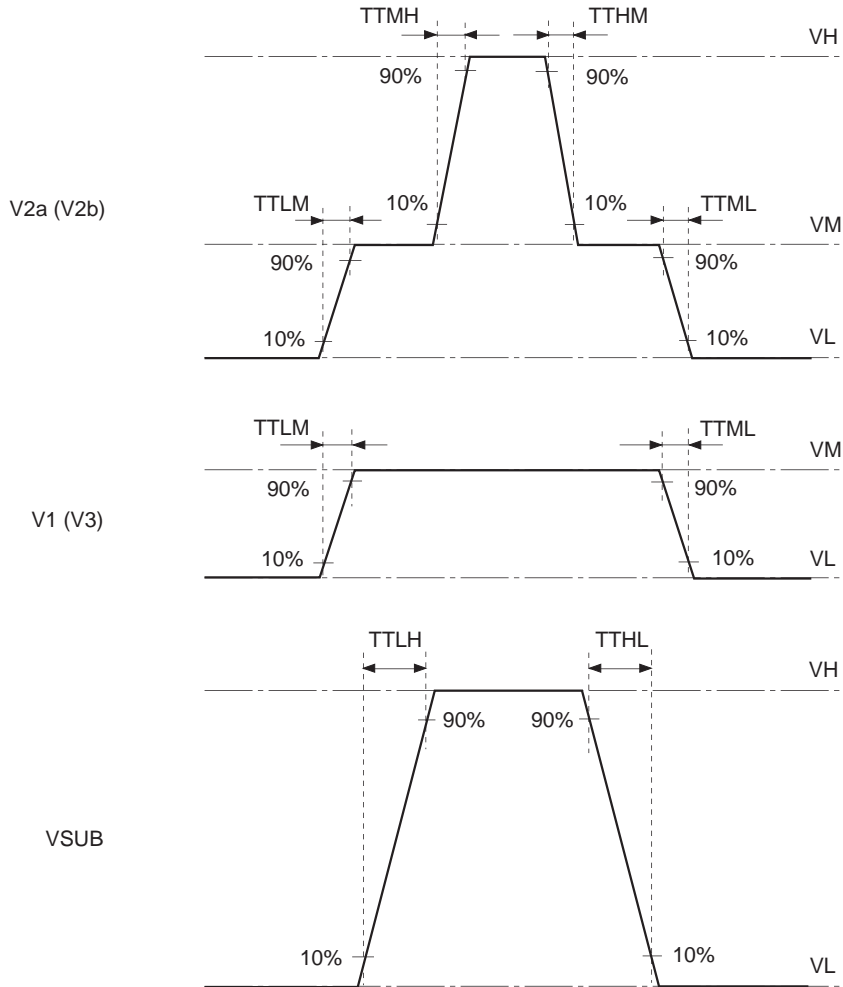 TTMH TTHM
VH
90% 90%
V2a (V2b)
TTLM 10% 10% TTML
VM
90% 90%
10% 10%
VL
TTLM TTML
VM
90% 90%
V1 (V3)
10% 10%
VL
TTLH TTHL
VH
90% 90%
VSUB
10% 10%
VL